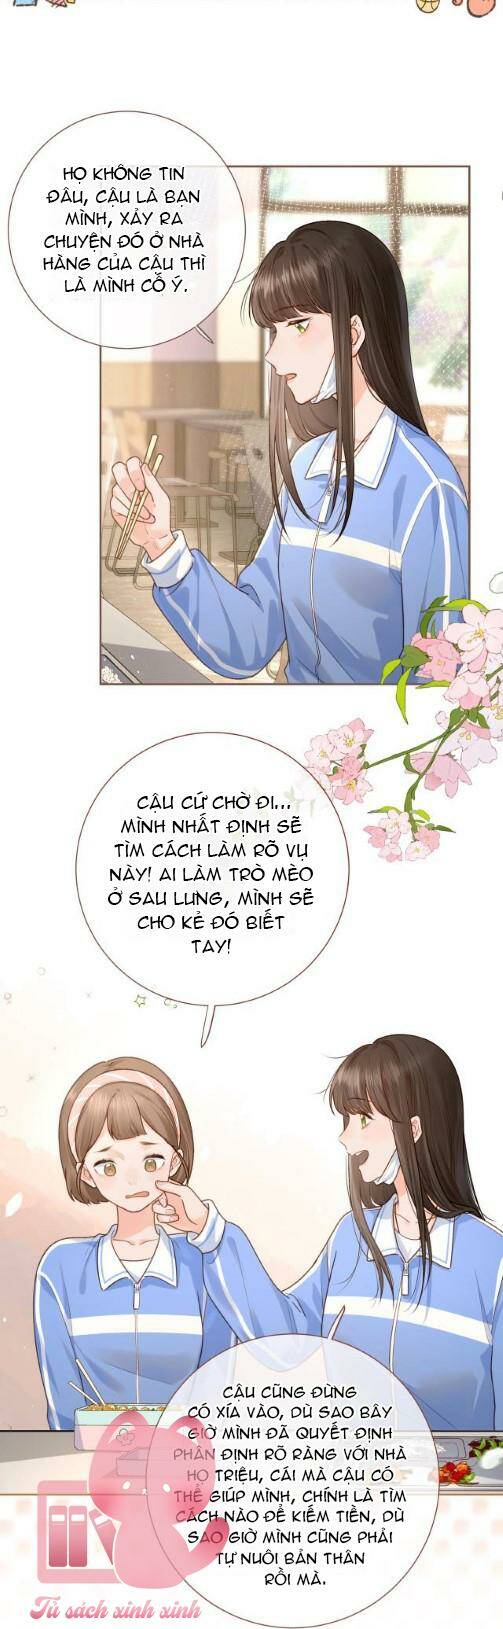 HỌ KHÔNG TIN
ĐÂU, CẬU LÀ BẠN
MÌNH, XẢY RA
CHUYỆN ĐÓ Ở NHÀ
HÀNG CỦA CẬU THÌ
LÀ MÌNH CỐ Ý.
CẬU CỨ CHỜ ĐI...
MÌNH NHẤT ĐỊNH SẼ
TÌM CÁCH LÀM RÕ VỤ
NÀY! AI LÀM TRÒ MÈO
Ở SAU LƯNG, MÌNH SẼ
CHO KẺ ĐÓ BIẾT
TAY!
CẬU CŨNG ĐỪNG
CÓ XÍA VÀO, DÙ SAO BÂY
GIỜ MÌNH ĐÃ QUYẾT ĐỊNH
PHÂN ĐỊNH RÕ RÀNG VỚI NHÀ
HỌ TRIỆU, CÁI MÀ CẬU CÓ
THỂ GIÚP MÌNH, CHÍNH LÀ TÌM
CÁCH NÀO ĐỂ KIẾM TIỀN, DÙ
SAO GIỜ MÌNH CŨNG PHẢI
TỰ NUÔI BẢN THÂN
RỒI MÀ.
Tủ sách xinh xinh